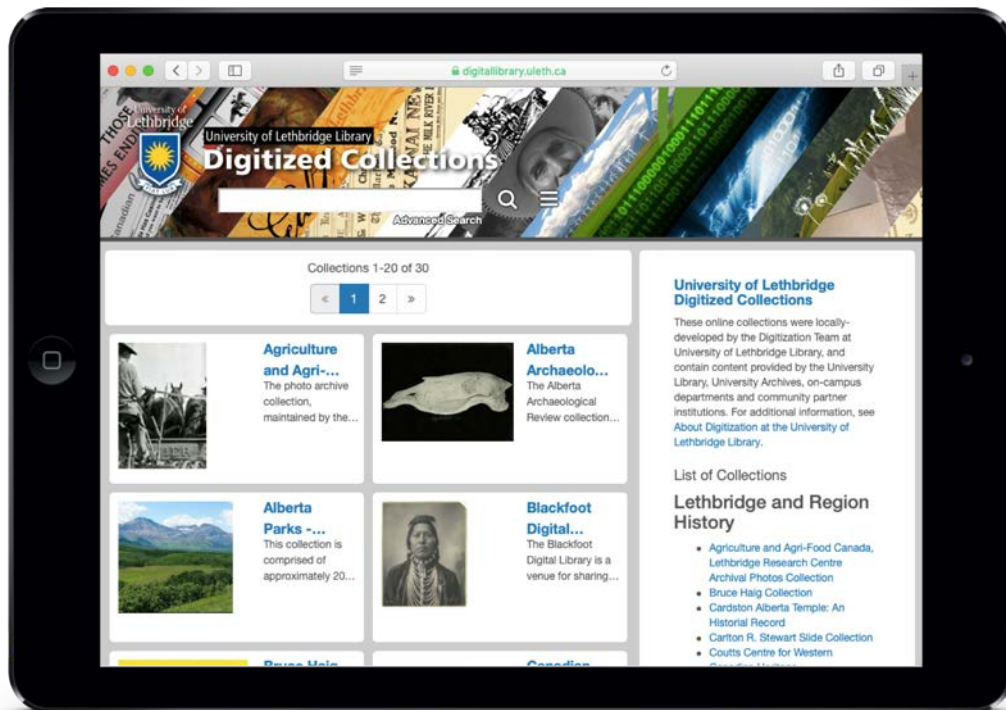 digitallibrary.uleth.ca
University of
Lethbridge
FIAT LUX
University of Lethbridge Library
Digitized Collections
Advanced Search
Collections 1-20 of 30
« 1 2 »
Agriculture
and Agri-...
The photo archive
collection,
maintained by the...
Alberta
Archaeolo...
The Alberta
Archaeological
Review collection...
Alberta
Parks -...
This collection is
comprised of
approximately 20...
Blackfoot
Digital...
The Blackfoot
Digital Library is a
venue for sharing...
Bruce Haig
Canadian
University of Lethbridge
Digitized Collections
These online collections were locally-
developed by the Digitization Team at
University of Lethbridge Library, and
contain content provided by the University
Library, University Archives, on-campus
departments and community partner
institutions. For additional information, see
About Digitization at the University of
Lethbridge Library.
List of Collections
Lethbridge and Region
History
• Agriculture and Agri-Food Canada,
Lethbridge Research Centre
Archival Photos Collection
• Bruce Haig Collection
• Cardston Alberta Temple: An
Historical Record
• Carlton R. Stewart Slide Collection
• Coutts Centre for Western
Canadian Heritage